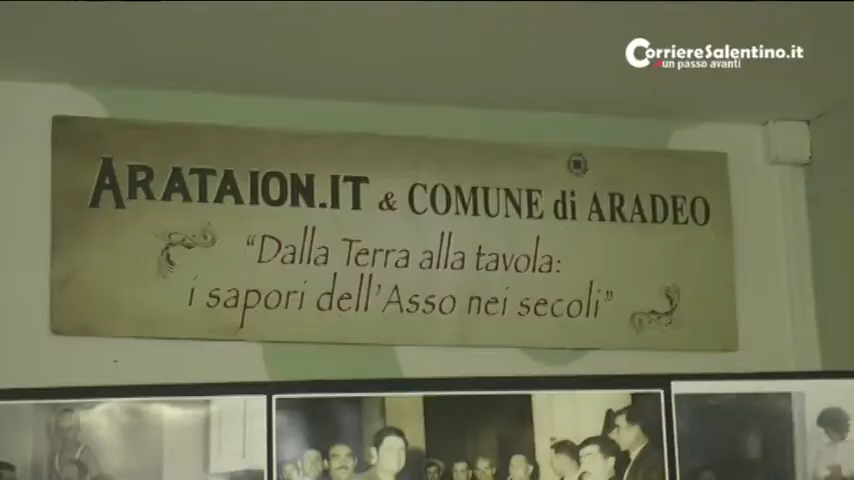 CorriereSalentino.it
un passo avanti
ARATAION.IT & COMUNE di ARADEO
"Dalla Terra alla tavola:
i sapori dell'Asso nei secoli"